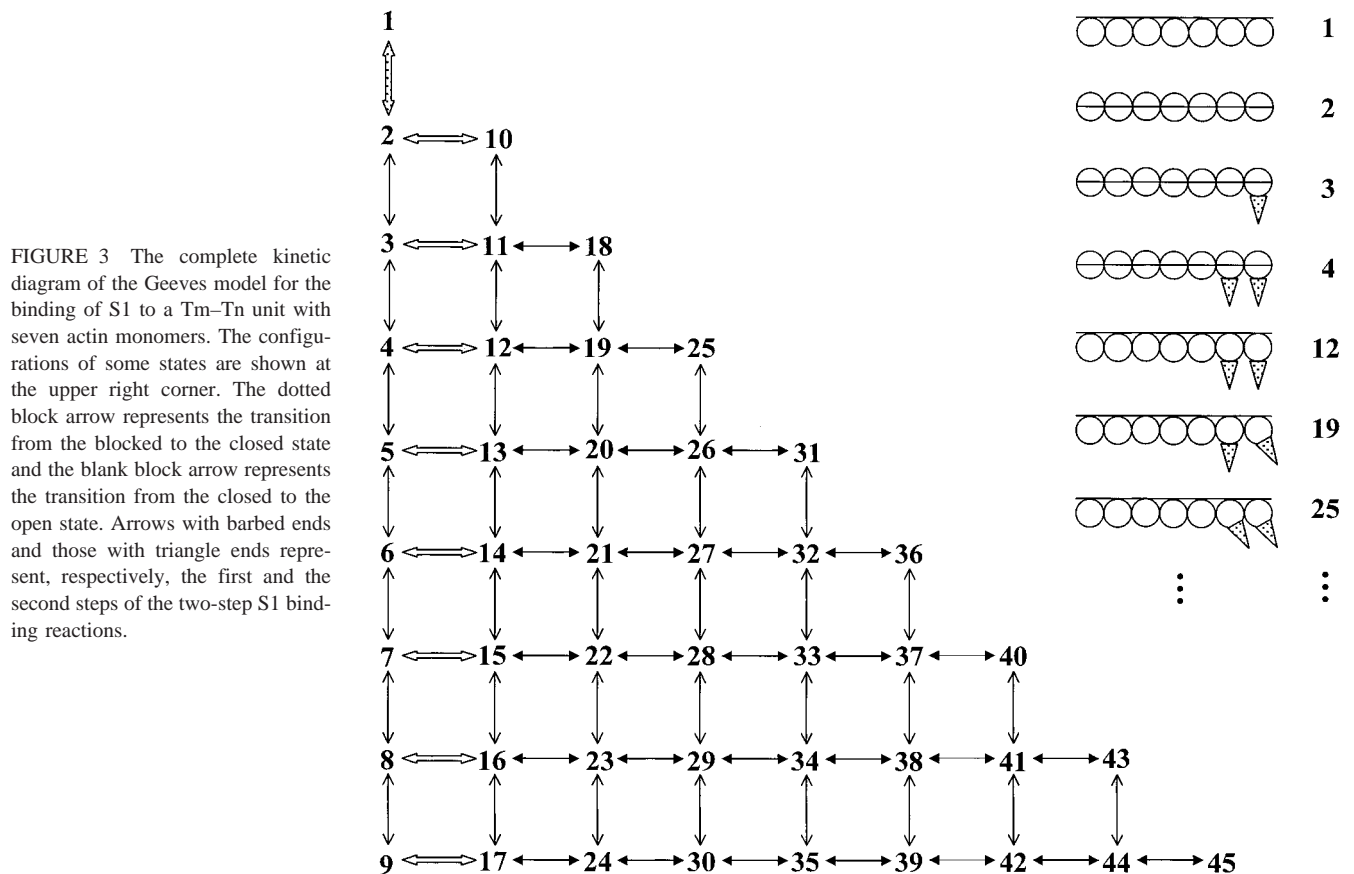 FIGURE 3 The complete kinetic
diagram of the Geeves model for the
binding of S1 to a Tm–Tn unit with
seven actin monomers. The configu-
rations of some states are shown at
the upper right corner. The dotted
block arrow represents the transition
from the blocked to the closed state
and the blank block arrow represents
the transition from the closed to the
open state. Arrows with barbed ends
and those with triangle ends repre-
sent, respectively, the first and the
second steps of the two-step S1 bind-
ing reactions.
1
2 10
3 11 18
4 12 19 25
5 13 20 26 31
6 14 21 27 32 36
7 15 22 28 33 37 40
8 16 23 29 34 38 41 43
9 17 24 30 35 39 42 44 45
1
2
3
4
12
19
25